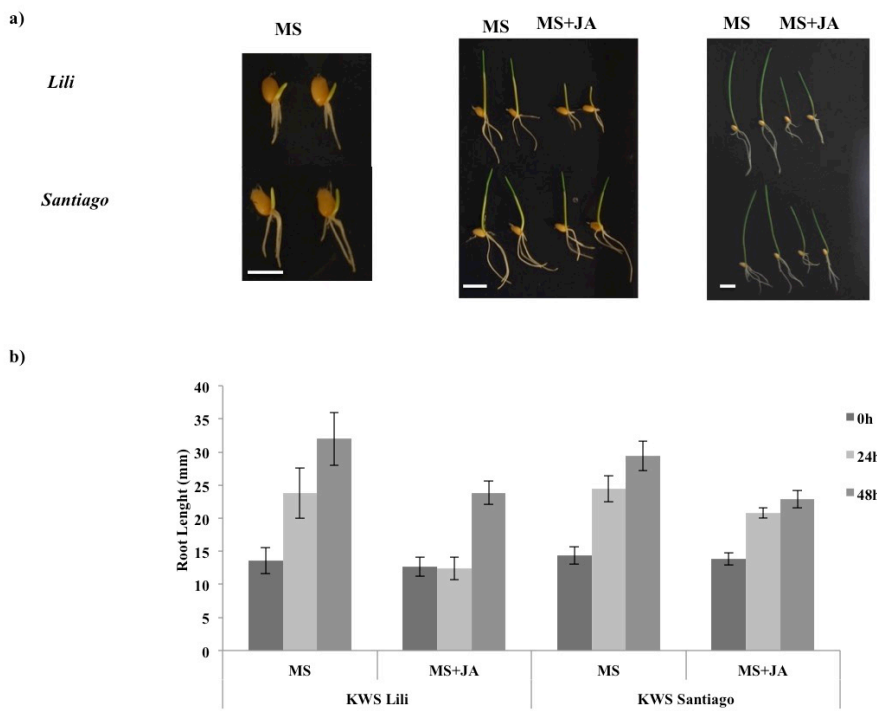 a)
MS
MS MS+JA
MS MS+JA
Lili
Santiago
b)
Root Lenght (mm)
40
35
30
25
20
15
10
5
0
0h
24h
48h
MS MS+JA MS MS+JA
KWS Lili KWS Santiago